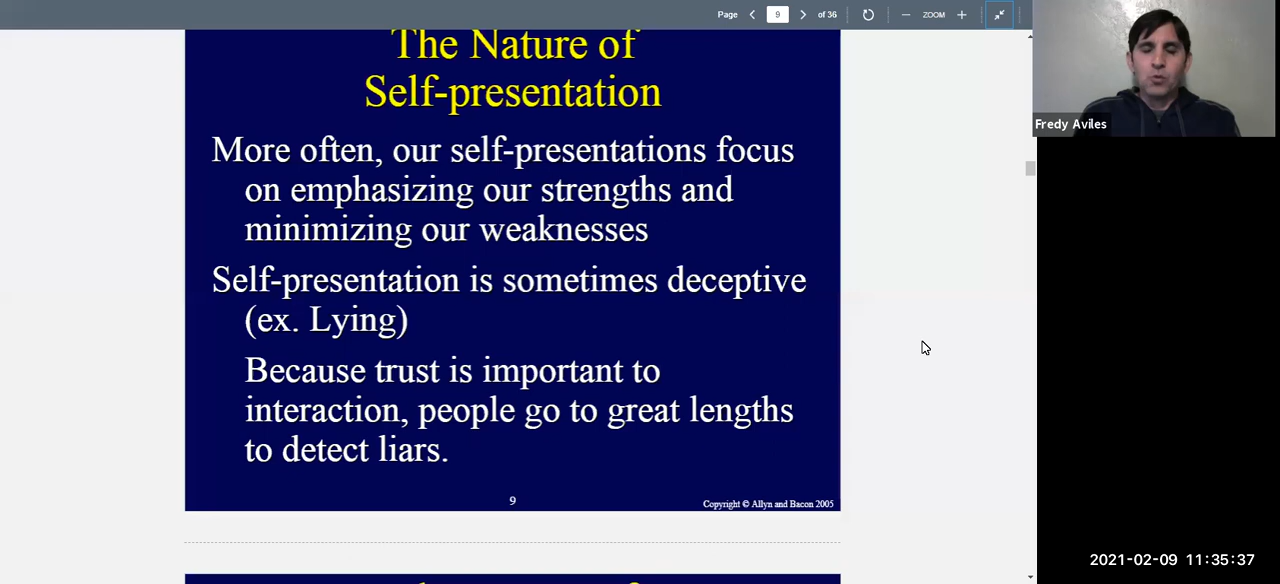 Page 9 of 36 ZOOM
The Nature of
Self-presentation
More often, our self-presentations focus
on emphasizing our strengths and
minimizing our weaknesses
Self-presentation is sometimes deceptive
(ex. Lying)
Because trust is important to
interaction, people go to great lengths
to detect liars.
9
Copyright © Allyn and Bacon 2005
Fredy Aviles
2021-02-09 11:35:37